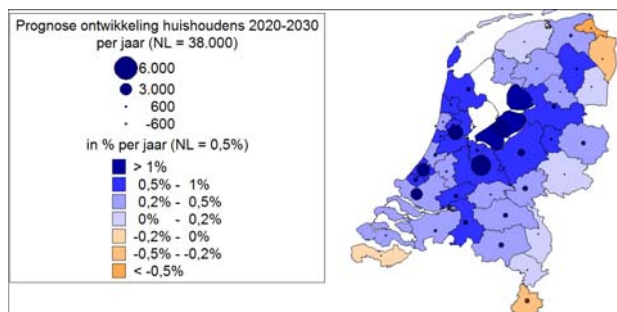 Prognose ontwikkeling huishoudens 2020-2030
per jaar (NL = 38.000)
6.000
3.000
600
-600
in % per jaar (NL = 0,5%)
> 1%
0,5% - 1%
0,2% - 0,5%
0% - 0,2%
-0,2% - 0%
-0,5% - -0,2%
< -0,5%